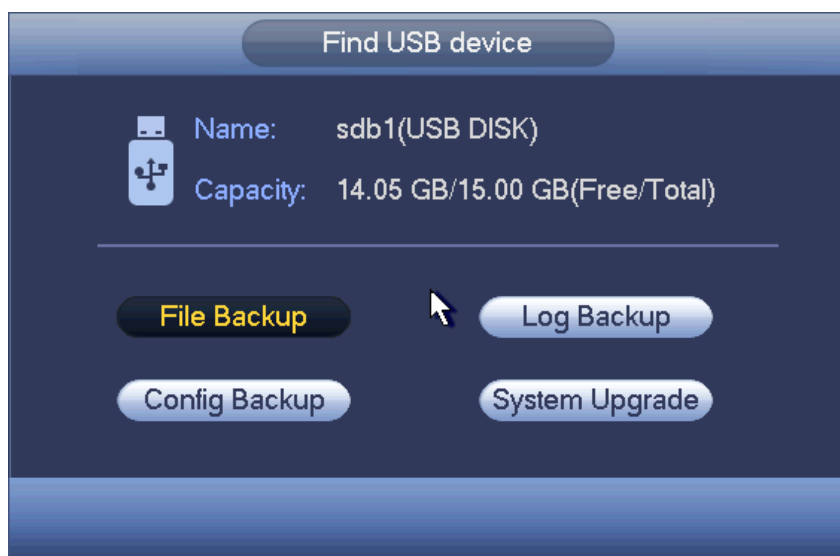 Find USB device
Name: sdb1(USB DISK)
Capacity: 14.05 GB/15.00 GB(Free/Total)
File Backup Log Backup
Config Backup System Upgrade